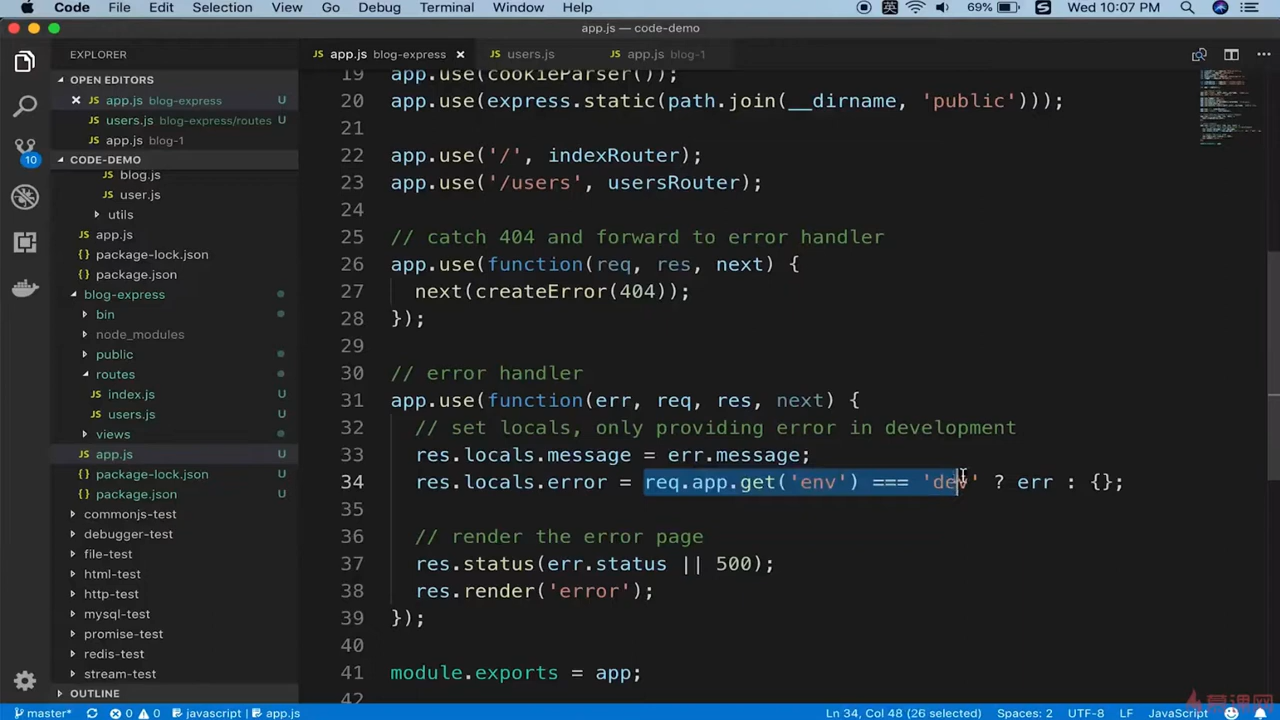 Code File Edit Selection View Go Debug Terminal Window Help 英 69% Wed 10:07 PM
app.js — code-demo
EXPLORER
OPEN EDITORS
app.js blog-express U
users.js blog-express/routes U
app.js blog-1
CODE-DEMO
blog.js
user.js
utils
app.js
package-lock.json
package.json
blog-express
bin
node_modules
public
routes
index.js U
users.js U
views
app.js U
package-lock.json U
package.json U
commonjs-test
debugger-test
file-test
html-test
http-test
mysql-test
promise-test
redis-test
stream-test
OUTLINE
10
app.js blog-express users.js app.js blog-1
19 app.use(cookieParser());
20 app.use(express.static(path.join(__dirname, 'public')));
21
22 app.use('/', indexRouter);
23 app.use('/users', usersRouter);
24
25 // catch 404 and forward to error handler
26 app.use(function(req, res, next) {
27 next(createError(404));
28 });
29
30 // error handler
31 app.use(function(err, req, res, next) {
32 // set locals, only providing error in development
33 res.locals.message = err.message;
34 res.locals.error = req.app.get('env') === 'dev' ? err : {};
35
36 // render the error page
37 res.status(err.status || 500);
38 res.render('error');
39 });
40
41 module.exports = app;
42
master* 0 0 javascript | app.js Ln 34, Col 48 (26 selected) Spaces: 2 UTF-8 LF JavaScript